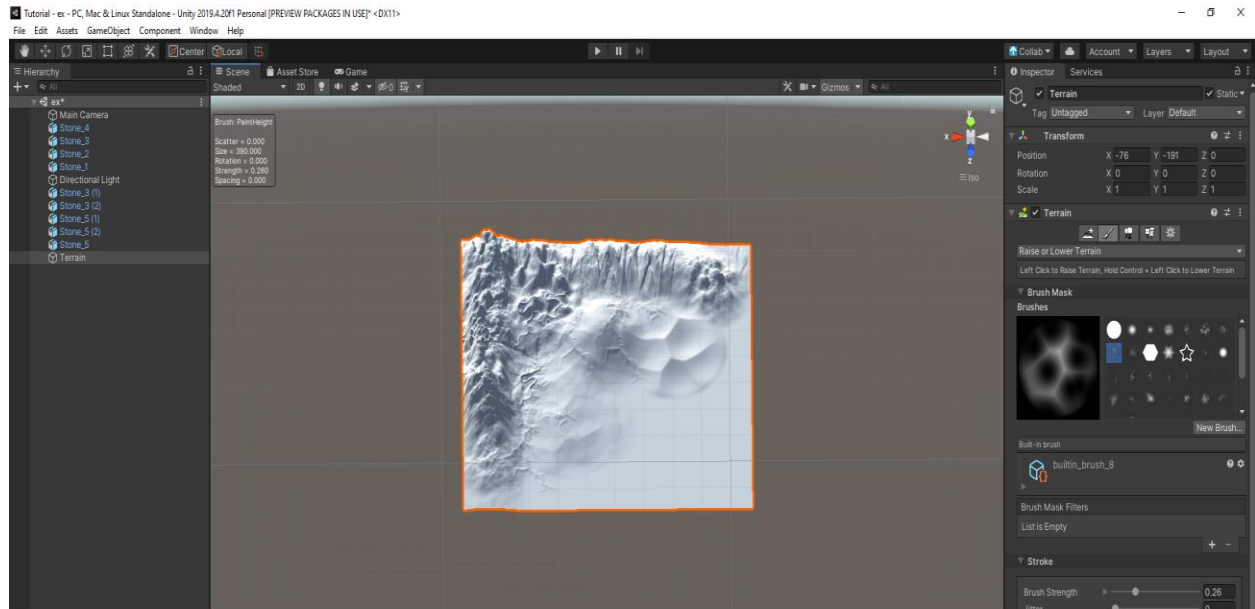 Tutorial - ex - PC, Mac & Linux Standalone - Unity 2019.4.20f1 Personal [PREVIEW PACKAGES IN USE]* <DX11>
File Edit Assets GameObject Component Window Help
Center Local Collab Account Layers Layout
Hierarchy Scene Asset Store Game Inspector Services
All Shaded 2D 0 Gizmos All Terrain Static
ex*
Main Camera
Stone_4
Stone_3
Stone_2
Stone_1
Directional Light
Stone_3 (1)
Stone_3 (2)
Stone_5 (1)
Stone_5 (2)
Stone_5
Terrain
Brush: PaintHeight
Scatter = 0.000
Size = 390.000
Rotation = 0.000
Strength = 0.260
Spacing = 0.000
y
x
z
Iso
Tag Untagged Layer Default
Transform
Position X -76 Y -191 Z 0
Rotation X 0 Y 0 Z 0
Scale X 1 Y 1 Z 1
Terrain
Raise or Lower Terrain
Left Click to Raise Terrain, Hold Control + Left Click to Lower Terrain
Brush Mask
Brushes
New Brush...
Built-in brush
builtin_brush_8
Brush Mask Filters
List is Empty
+ -
Stroke
Brush Strength 0.26
Jitter 0